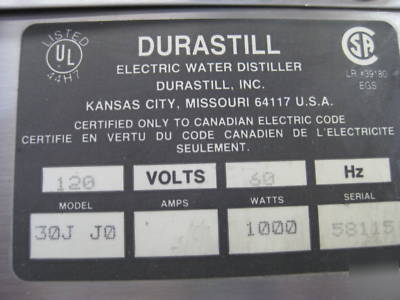 LISTED
UL
44H7
DURASTILL
ELECTRIC WATER DISTILLER
DURASTILL, INC.
KANSAS CITY, MISSOURI 64117 U.S.A.
SA
LR #39180
EGS
CERTIFIED ONLY TO CANADIAN ELECTRIC CODE
CERTIFIE EN VERTU DU CODE CANADIEN DE L'ELECTRICITE
SEULEMENT.
120 VOLTS 60 Hz
MODEL AMPS WATTS SERIAL
30J J0 1000 58115